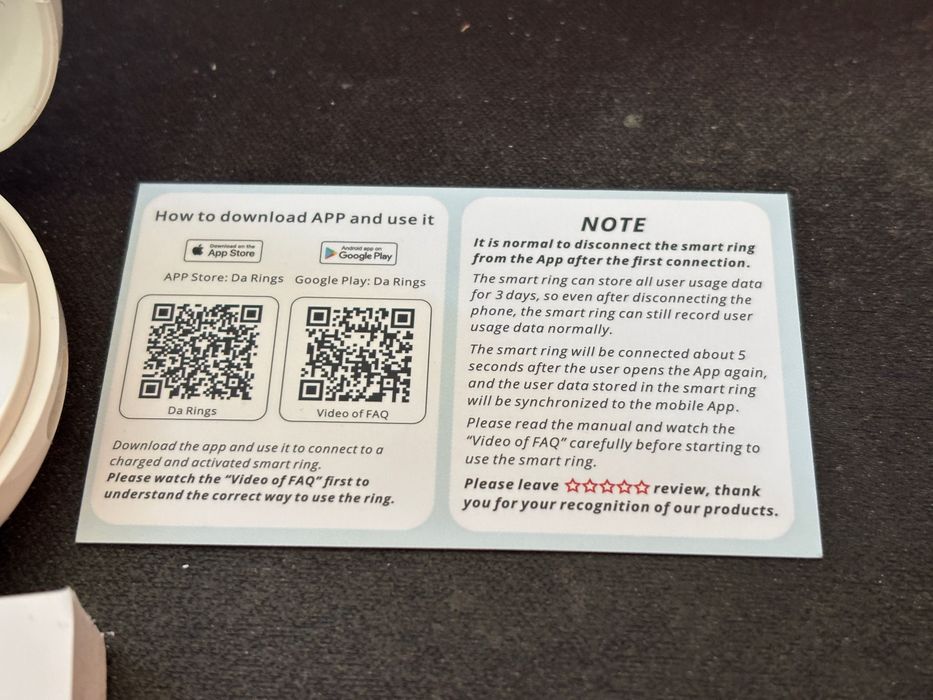 How to download APP and use it
Download on the
App Store
Android app on
Google Play
APP Store: Da Rings
Google Play: Da Rings
Da Rings
Video of FAQ
Download the app and use it to connect to a
charged and activated smart ring.
Please watch the “Video of FAQ” first to
understand the correct way to use the ring.
NOTE
It is normal to disconnect the smart ring
from the App after the first connection.
The smart ring can store all user usage data
for 3 days, so even after disconnecting the
phone, the smart ring can still record user
usage data normally.
The smart ring will be connected about 5
seconds after the user opens the App again,
and the user data stored in the smart ring
will be synchronized to the mobile App.
Please read the manual and watch the
“Video of FAQ” carefully before starting to
use the smart ring.
Please leave ☆☆☆☆☆ review, thank
you for your recognition of our products.